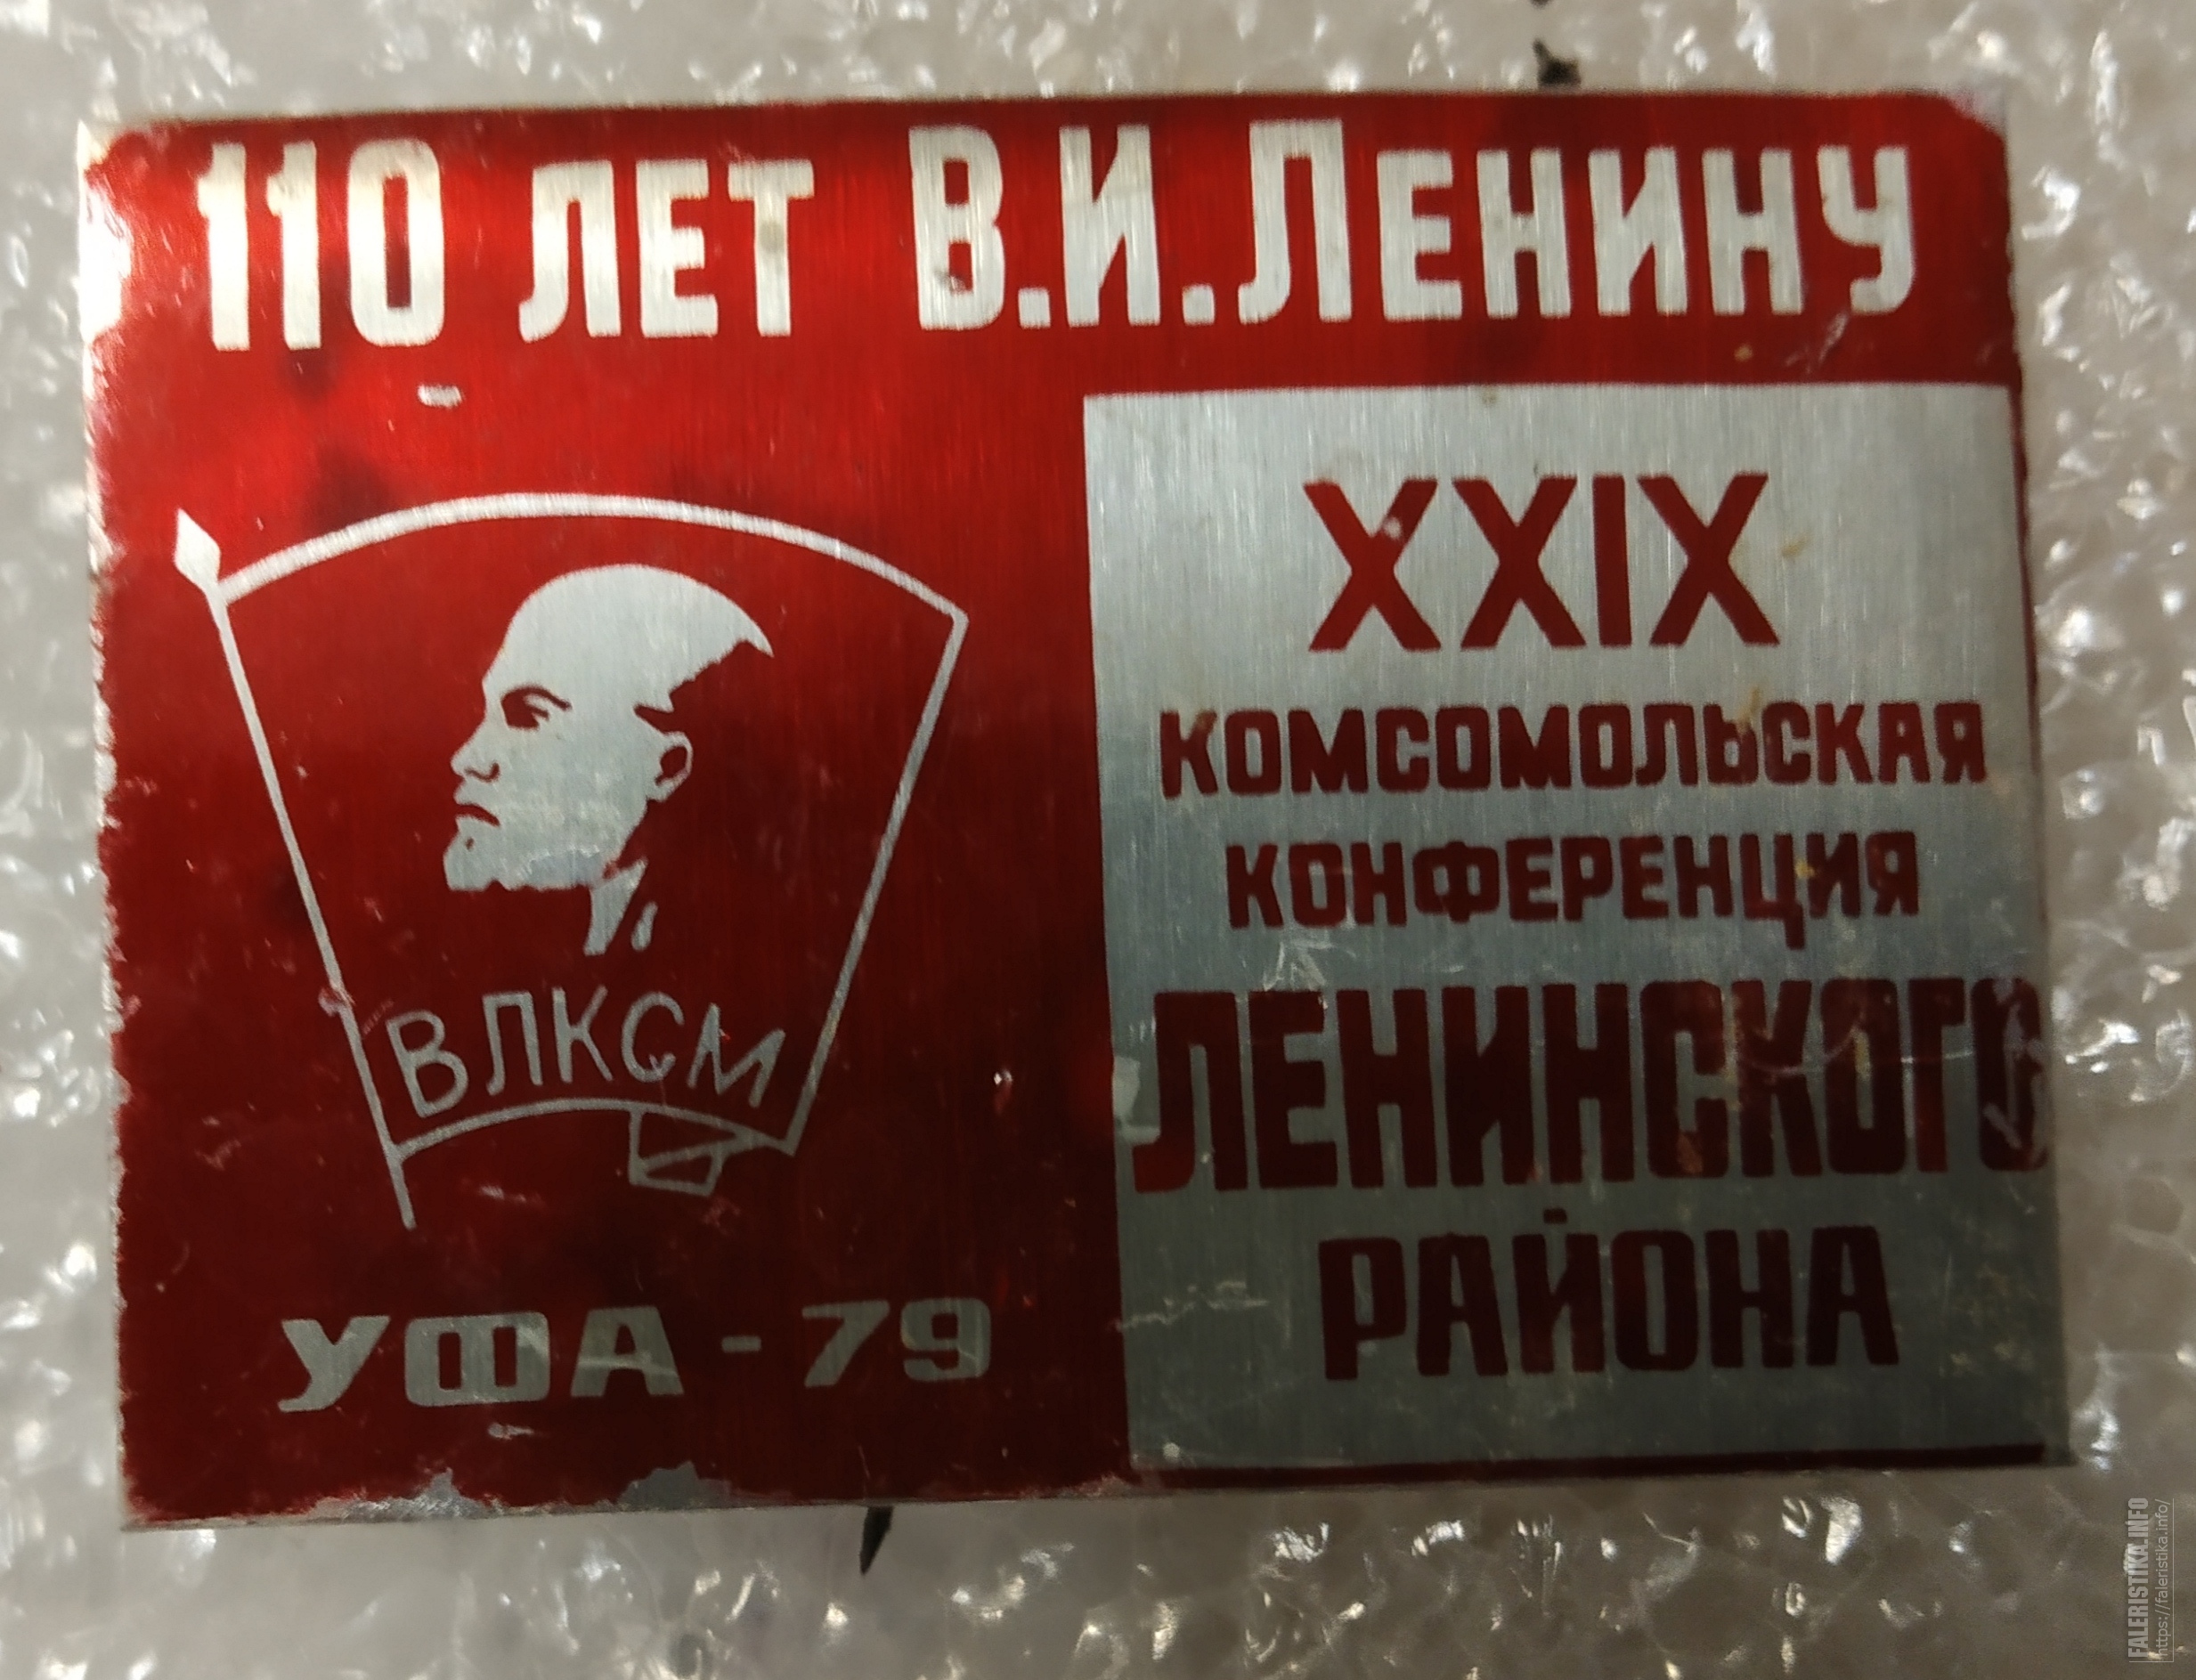 110 лет В.И.Ленину
XXIX
КОМСОМОЛЬСКАЯ
КОНФЕРЕНЦИЯ
ЛЕНИНСКОГО
РАЙОНА
ВЛКСМ
УФА - 79
FALERISTIKA.INFO
https://faleristika.info/